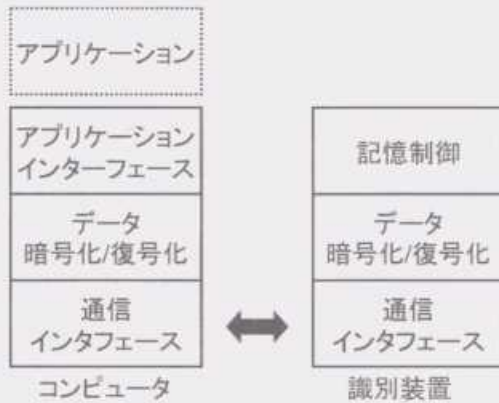 アプリケーション
アプリケーション
インターフェース
データ
暗号化/復号化
通信
インタフェース
コンピュータ
記憶制御
データ
暗号化/復号化
通信
インタフェース
識別装置